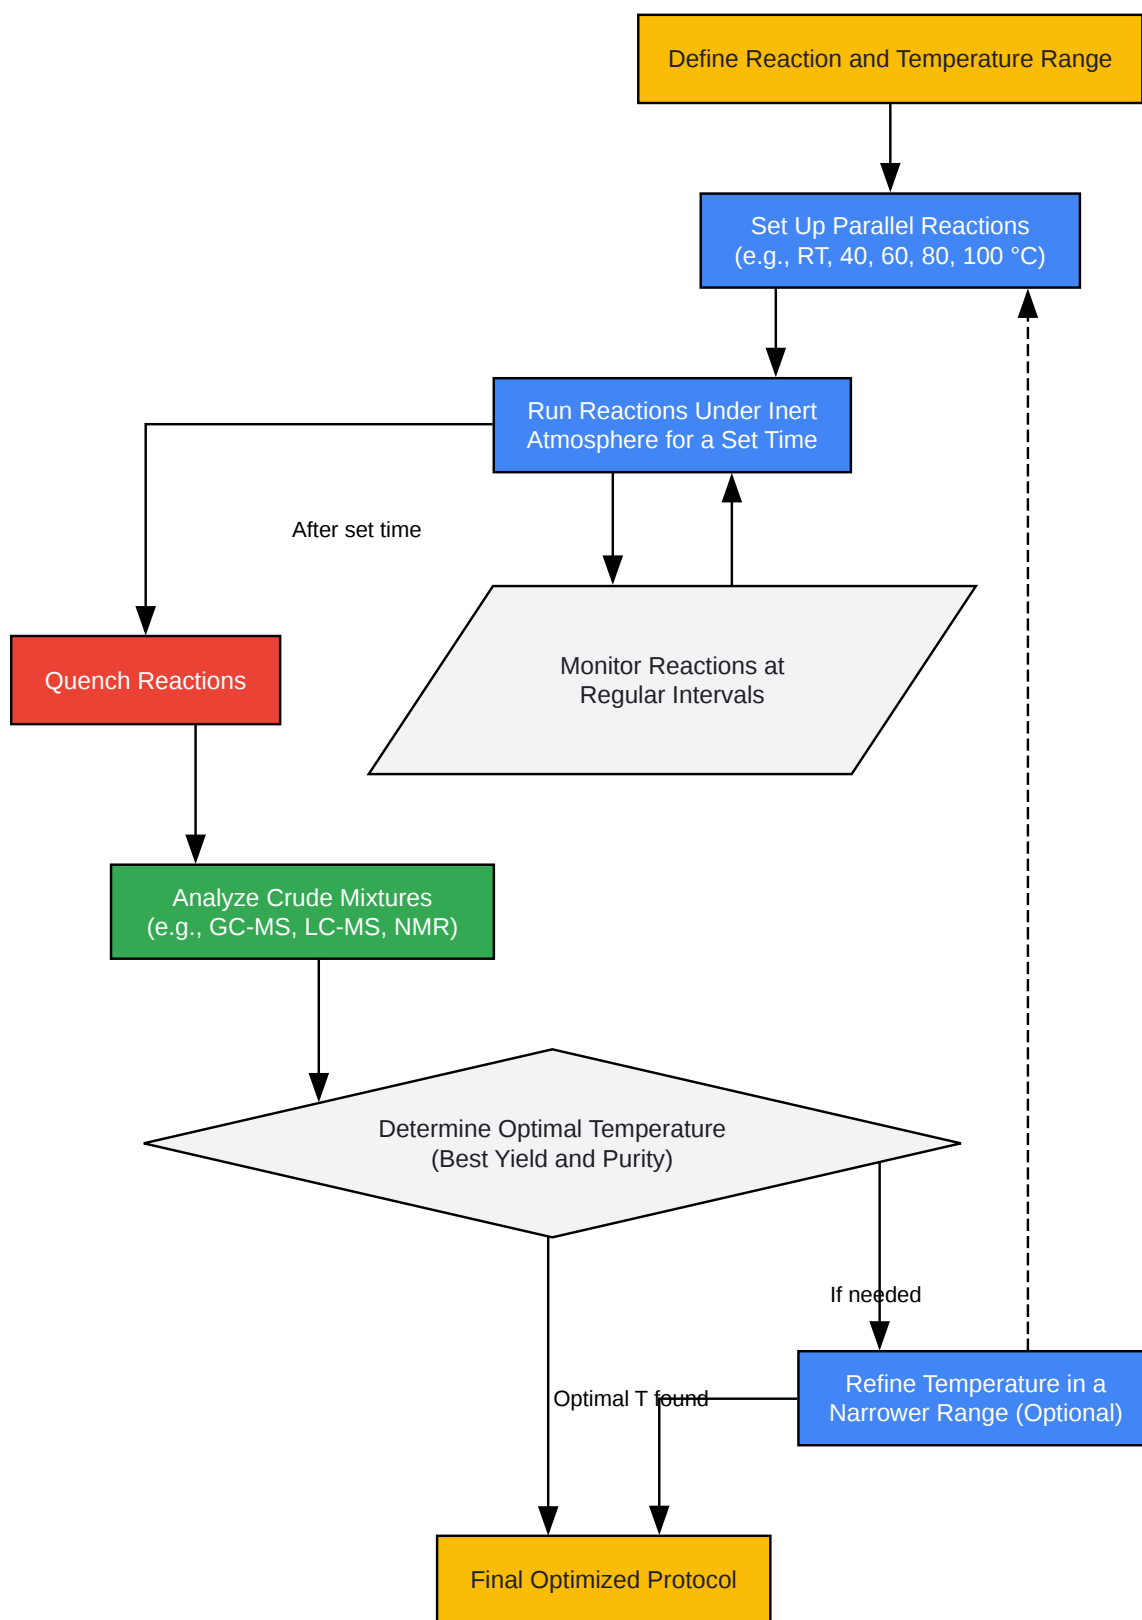 Define Reaction and Temperature Range
Set Up Parallel Reactions
(e.g., RT, 40, 60, 80, 100 °C)
Run Reactions Under Inert
Atmosphere for a Set Time
After set time
Monitor Reactions at
Regular Intervals
Quench Reactions
Analyze Crude Mixtures
(e.g., GC-MS, LC-MS, NMR)
Determine Optimal Temperature
(Best Yield and Purity)
If needed
Optimal T found
Refine Temperature in a
Narrower Range (Optional)
Final Optimized Protocol